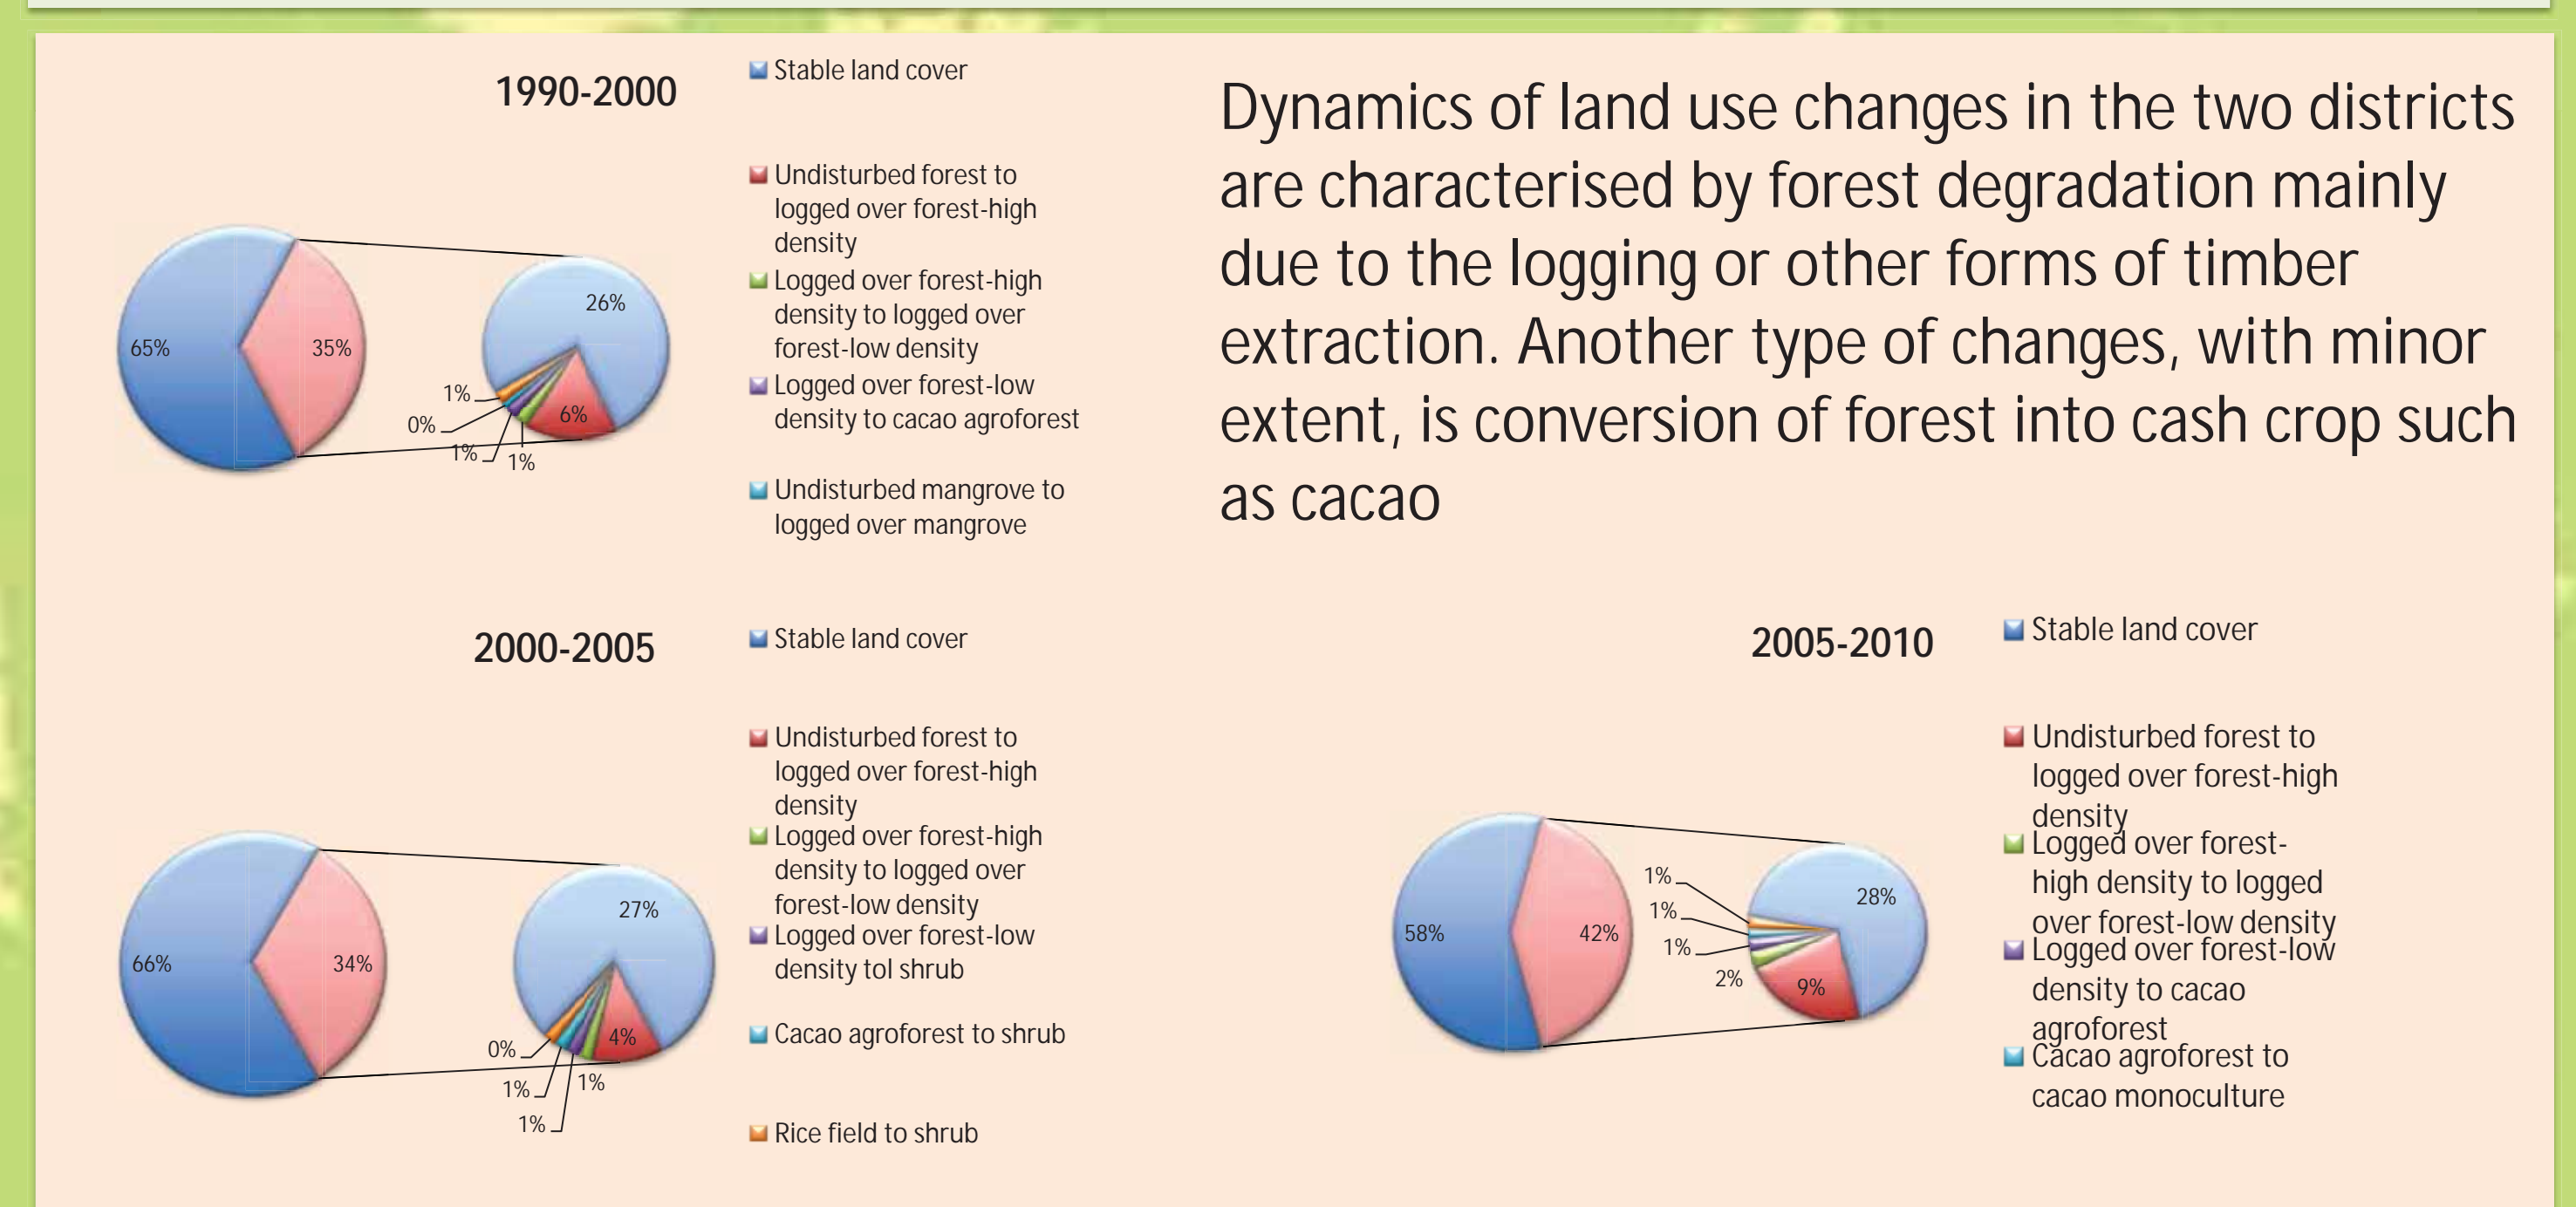 1990-2000
Stable land cover
Undisturbed forest to
logged over forest-high
density
Logged over forest-high
density to logged over
forest-low density
Logged over forest-low
density to cacao agroforest
Undisturbed mangrove to
logged over mangrove
65%
35%
26%
6%
1%
0%
1%
1%
Dynamics of land use changes in the two districts
are characterised by forest degradation mainly
due to the logging or other forms of timber
extraction. Another type of changes, with minor
extent, is conversion of forest into cash crop such
as cacao
2000-2005
Stable land cover
Undisturbed forest to
logged over forest-high
density
Logged over forest-high
density to logged over
forest-low density
Logged over forest-low
density tol shrub
Cacao agroforest to shrub
Rice field to shrub
66%
34%
27%
4%
0%
1%
1%
1%
2005-2010
Stable land cover
Undisturbed forest to
logged over forest-high
density
Logged over forest-
high density to logged
over forest-low density
Logged over forest-low
density to cacao
agroforest
Cacao agroforest to
cacao monoculture
58%
42%
28%
9%
1%
1%
1%
2%